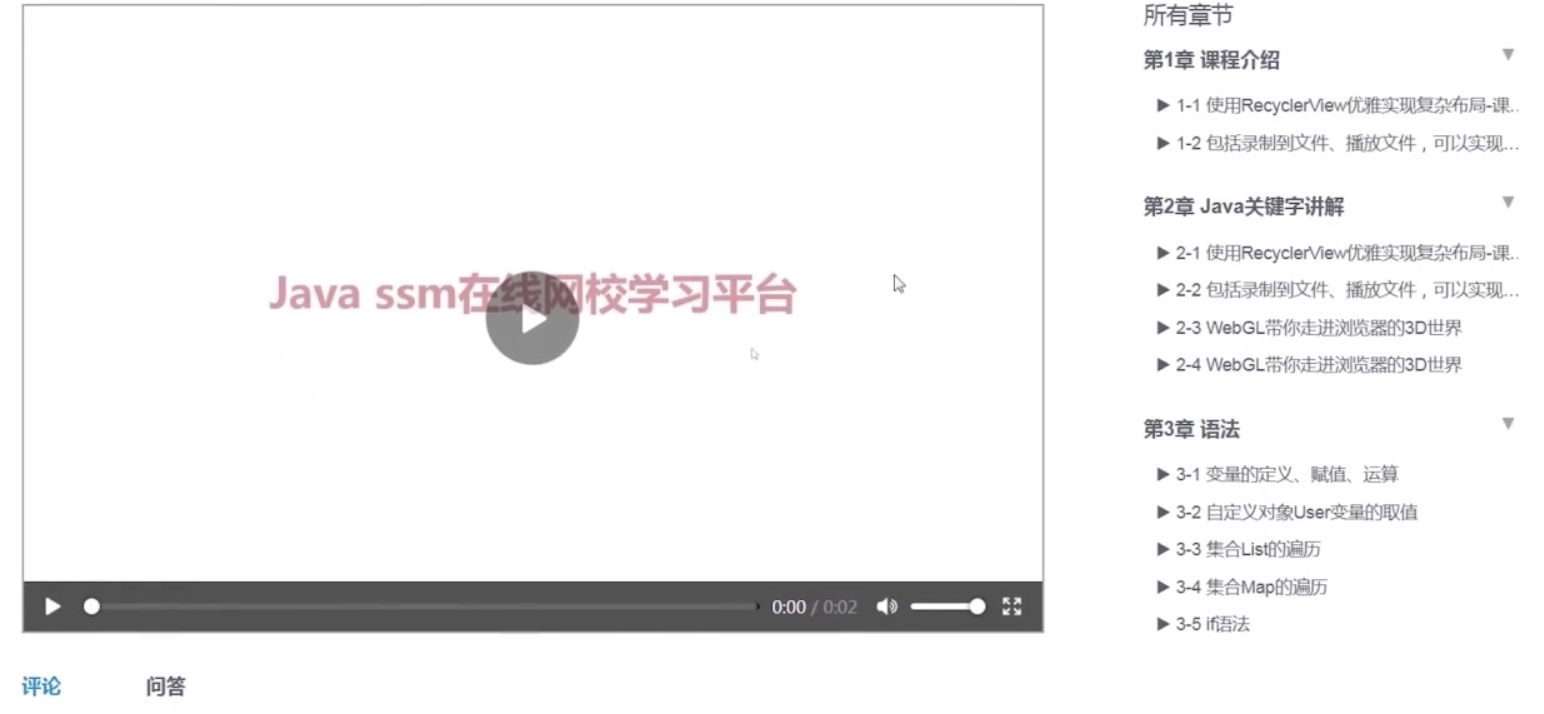 Java ssm在线网校学习平台
0:00 / 0:02
评论
问答
所有章节
第1章 课程介绍
1-1 使用RecyclerView优雅实现复杂布局-课..
1-2 包括录制到文件、播放文件，可以实现...
第2章 Java关键字讲解
2-1 使用RecyclerView优雅实现复杂布局-课..
2-2 包括录制到文件、播放文件，可以实现...
2-3 WebGL带你走进浏览器的3D世界
2-4 WebGL带你走进浏览器的3D世界
第3章 语法
3-1 变量的定义、赋值、运算
3-2 自定义对象User变量的取值
3-3 集合List的遍历
3-4 集合Map的遍历
3-5 if语法